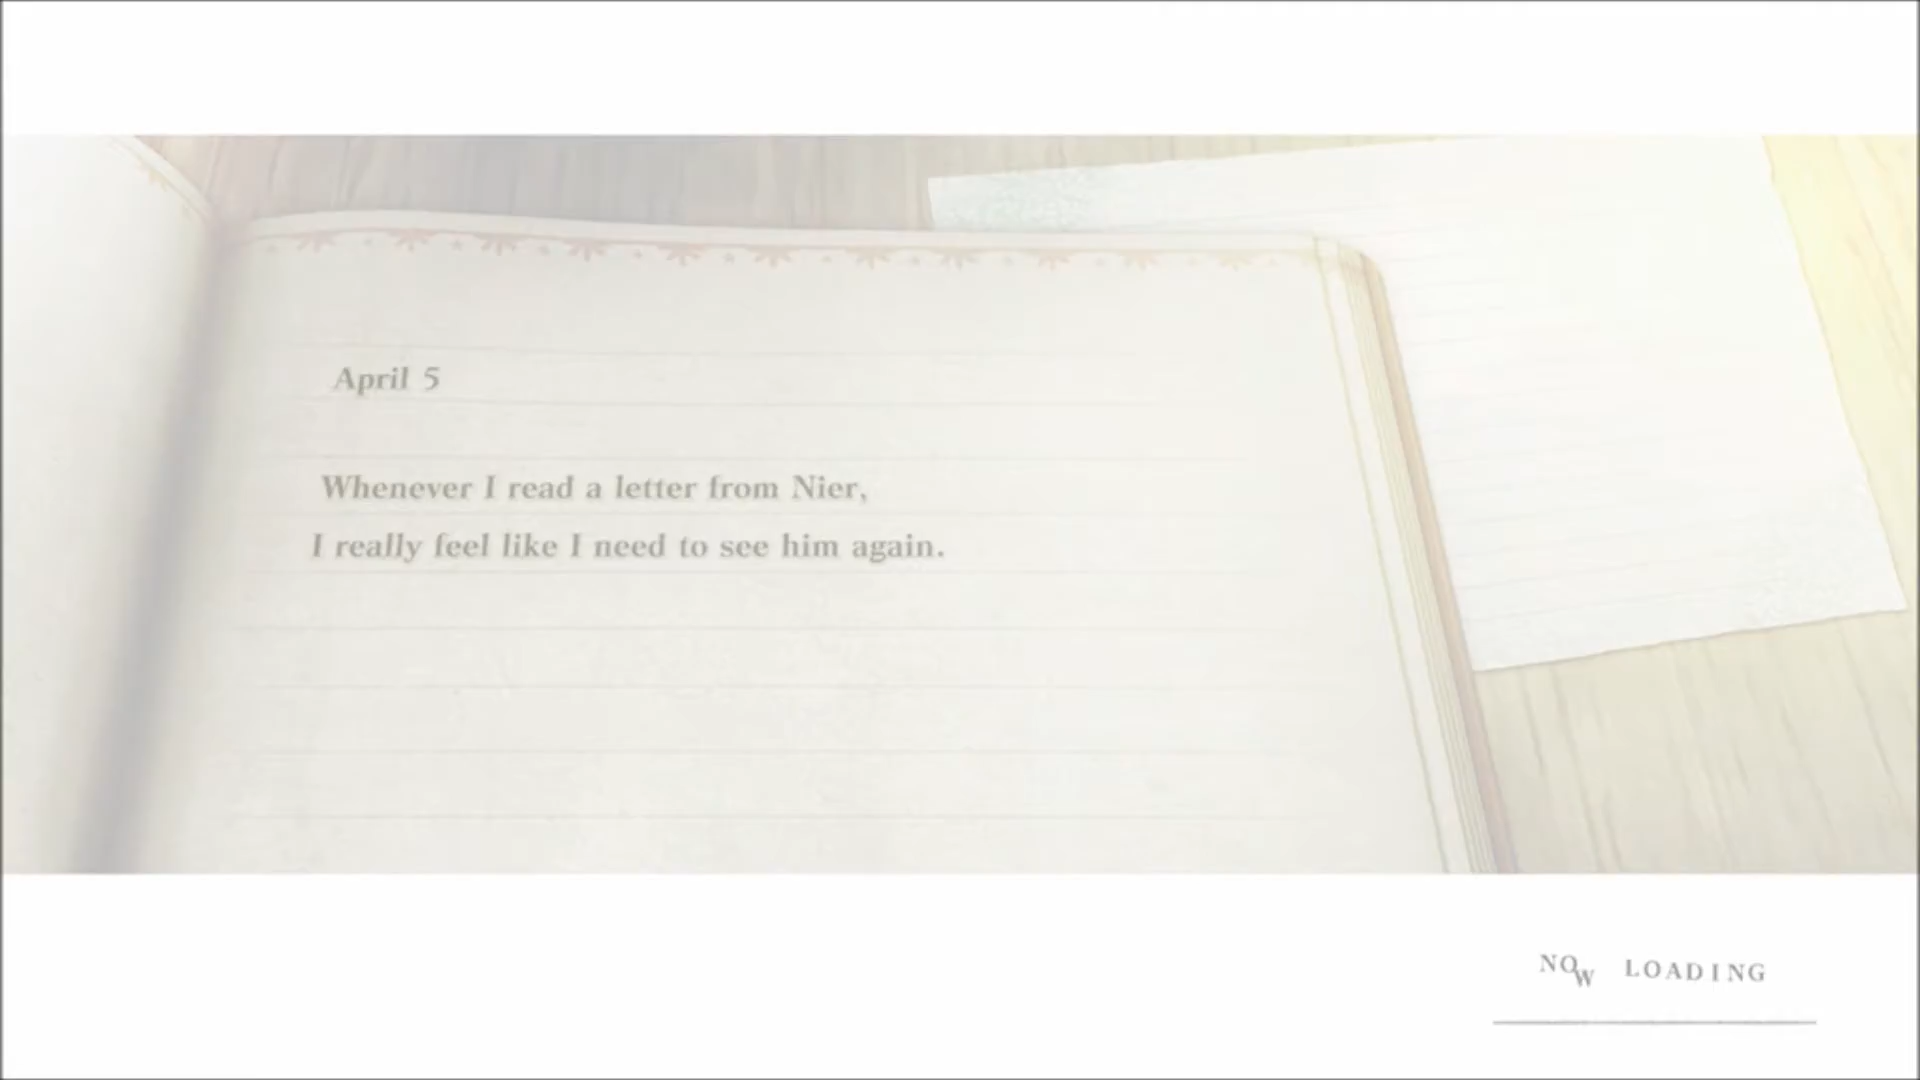 April 5
Whenever I read a letter from Nier,
I really feel like I need to see him again.
NOW LOADING